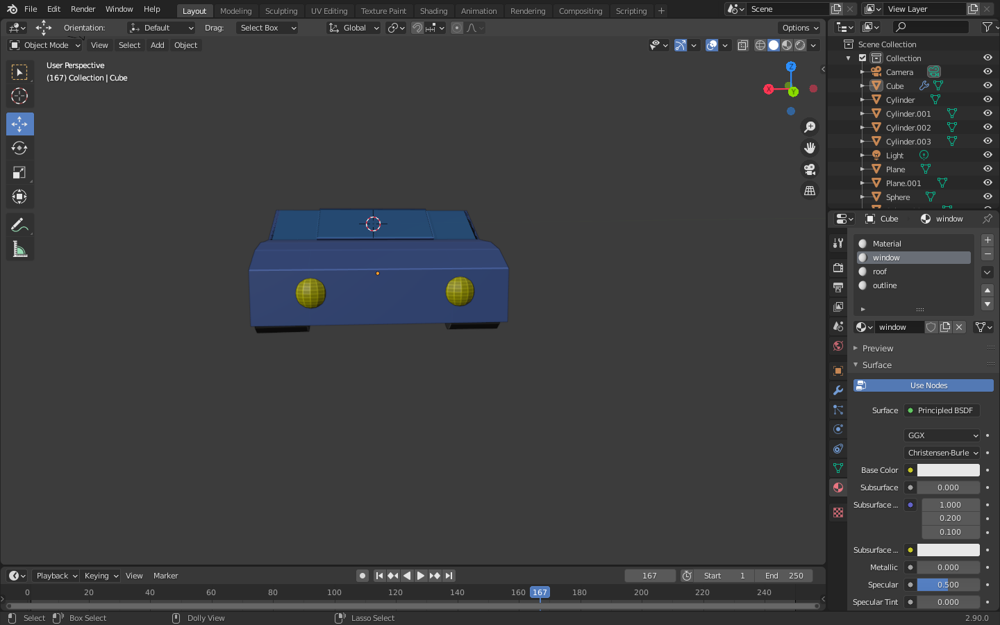 File Edit Render Window Help Layout Modeling Sculpting UV Editing Texture Paint Shading Animation Rendering Compositing Scripting + Scene View Layer
Orientation: Default Drag: Select Box Global Options
Object Mode View Select Add Object
User Perspective
(167) Collection | Cube
Z
X
Y
Scene Collection
Collection
Camera
Cube
Cylinder
Cylinder.001
Cylinder.002
Cylinder.003
Light
Plane
Plane.001
Sphere
Cube window
Material
window
roof
outline
window
Preview
Surface
Use Nodes
Surface Principled BSDF
GGX
Christensen-Burle
Base Color
Subsurface 0.000
Subsurface ... 1.000
0.200
0.100
Subsurface ...
Metallic 0.000
Specular 0.500
Specular Tint 0.000
Playback Keying View Marker 167 Start 1 End 250
0 20 40 60 80 100 120 140 160 167 180 200 220 240
Select Box Select Dolly View Lasso Select 2.90.0